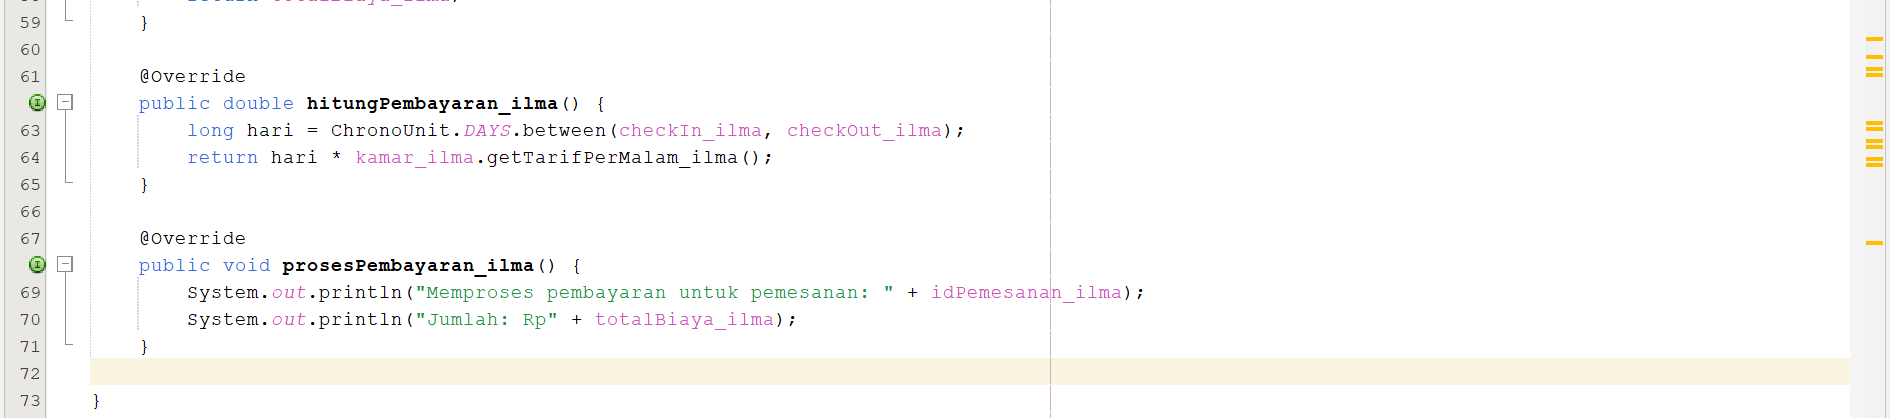 59 }
60
61 @Override
public double hitungPembayaran_ilma() {
63 long hari = ChronoUnit.DAYS.between(checkIn_ilma, checkOut_ilma);
64 return hari * kamar_ilma.getTarifPerMalam_ilma();
65 }
66
67 @Override
public void prosesPembayaran_ilma() {
69 System.out.println("Memproses pembayaran untuk pemesanan: " + idPemesanan_ilma);
70 System.out.println("Jumlah: Rp" + totalBiaya_ilma);
71 }
72
73 }